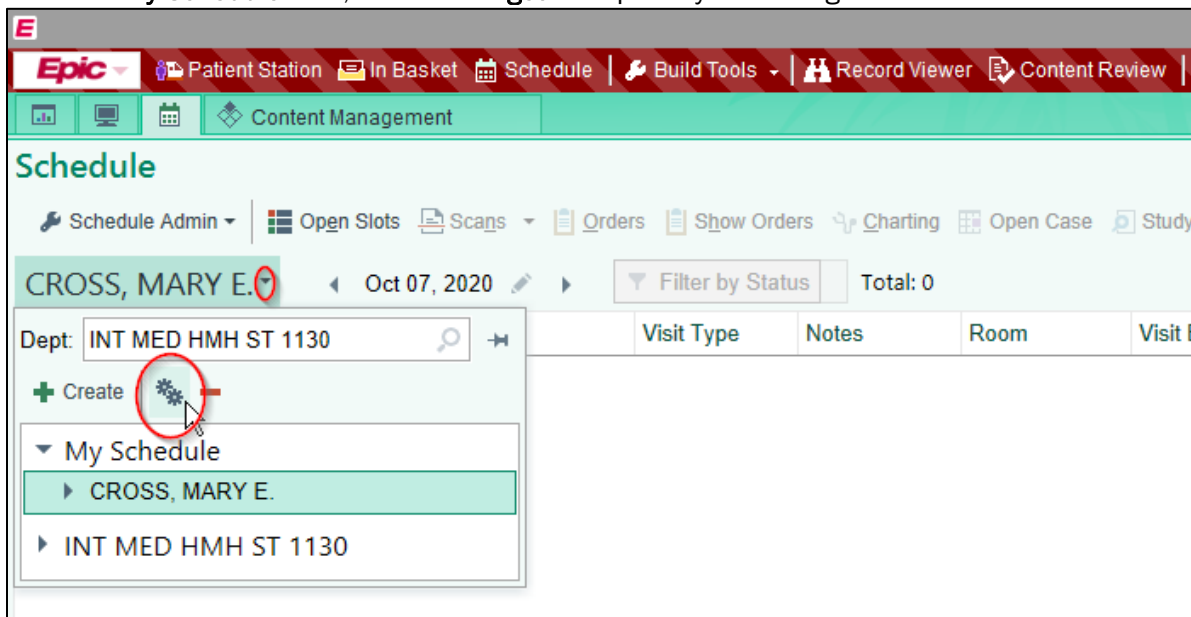 Epic Patient Station In Basket Schedule Build Tools Record Viewer Content Review
Content Management
Schedule
Schedule Admin Open Slots Scans Orders Show Orders Charting Open Case Study
CROSS, MARY E. Oct 07, 2020 Filter by Status Total: 0
Dept: INT MED HMH ST 1130 Visit Type Notes Room Visit
Create
My Schedule
CROSS, MARY E.
INT MED HMH ST 1130